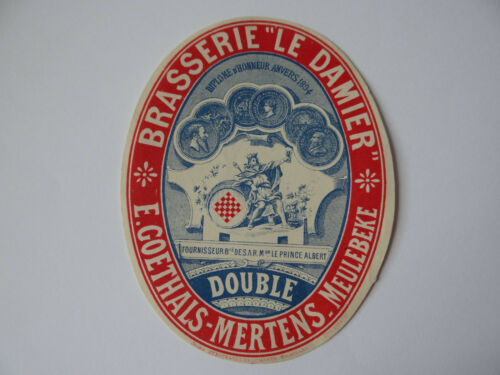 BRASSERIE "LE DAMIER"
DIPLOME D'HONNEUR ANVERS 1894
FOURNISSEUR Bté DE S.A.R. Mgr LE PRINCE ALBERT
DOUBLE
E. GOETHALS-MERTENS-MEULEBEKE